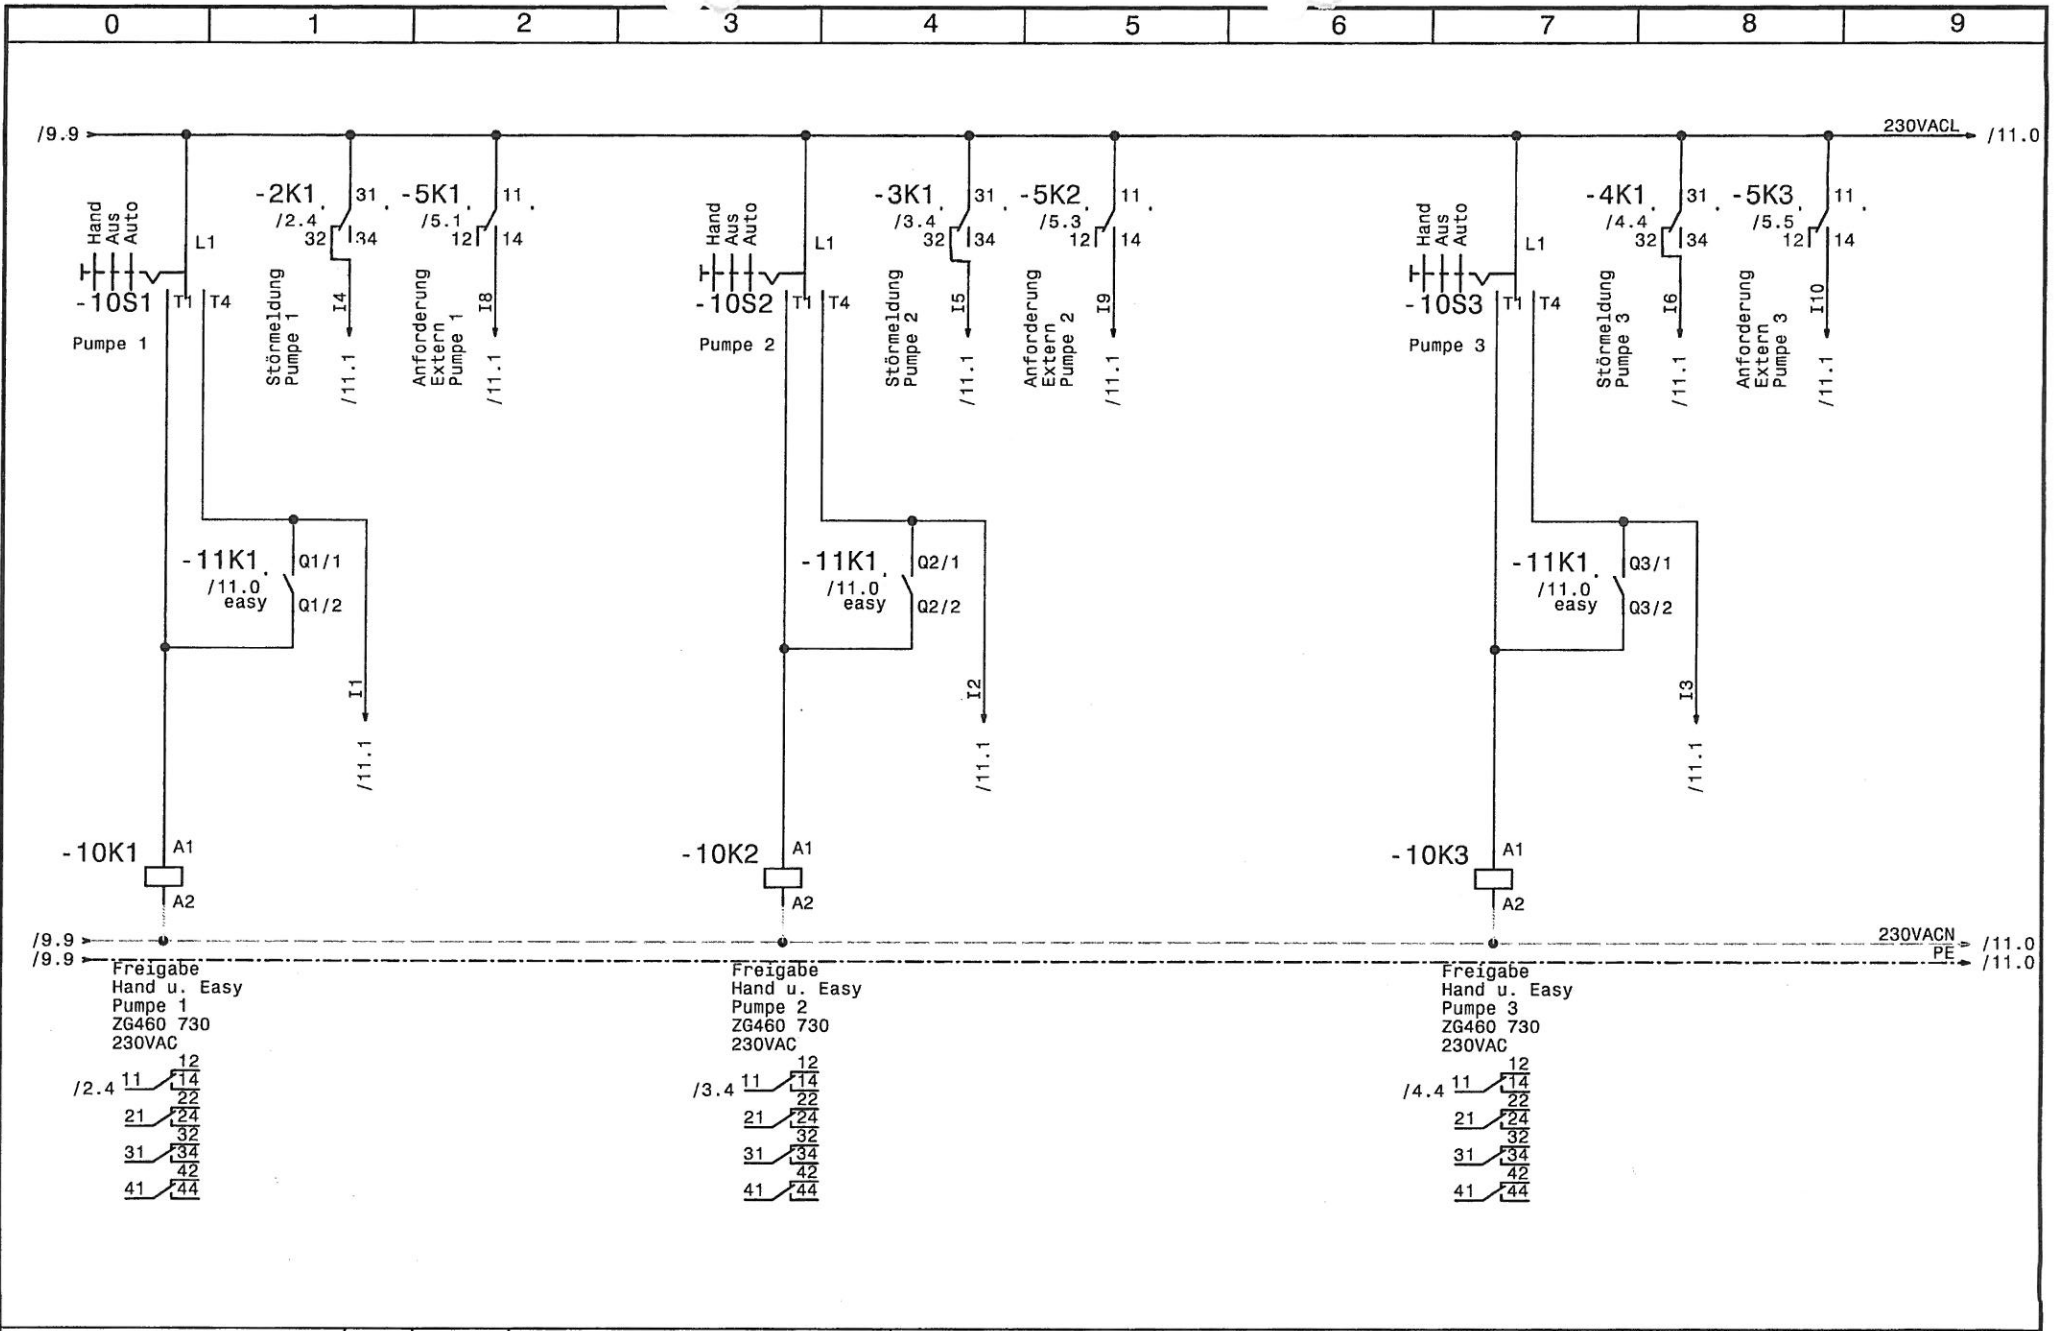 0 1 2 3 4 5 6 7 8 9
/9.9 230VACL /11.0
Hand
Aus
Auto
-10S1
L1
T1 T4
Pumpe 1
-2K1
/2.4
31
32 34
Störmeldung
Pumpe 1
I4
/11.1
-5K1
/5.1
11
12 14
Anforderung
Extern
Pumpe 1
I8
/11.1
Hand
Aus
Auto
-10S2
L1
T1 T4
Pumpe 2
-3K1
/3.4
31
32 34
Störmeldung
Pumpe 2
I5
/11.1
-5K2
/5.3
11
12 14
Anforderung
Extern
Pumpe 2
I9
/11.1
Hand
Aus
Auto
-10S3
L1
T1 T4
Pumpe 3
-4K1
/4.4
31
32 34
Störmeldung
Pumpe 3
I6
/11.1
-5K3
/5.5
11
12 14
Anforderung
Extern
Pumpe 3
I10
/11.1
-11K1
/11.0
easy
Q1/1
Q1/2
I1
/11.1
-11K1
/11.0
easy
Q2/1
Q2/2
I2
/11.1
-11K1
/11.0
easy
Q3/1
Q3/2
I3
/11.1
-10K1
A1
A2
-10K2
A1
A2
-10K3
A1
A2
/9.9 230VACN /11.0
/9.9 PE /11.0
Freigabe
Hand u. Easy
Pumpe 1
ZG460 730
230VAC
12
/2.4 11 14
22
21 24
32
31 34
42
41 44
Freigabe
Hand u. Easy
Pumpe 2
ZG460 730
230VAC
12
/3.4 11 14
22
21 24
32
31 34
42
41 44
Freigabe
Hand u. Easy
Pumpe 3
ZG460 730
230VAC
12
/4.4 11 14
22
21 24
32
31 34
42
41 44